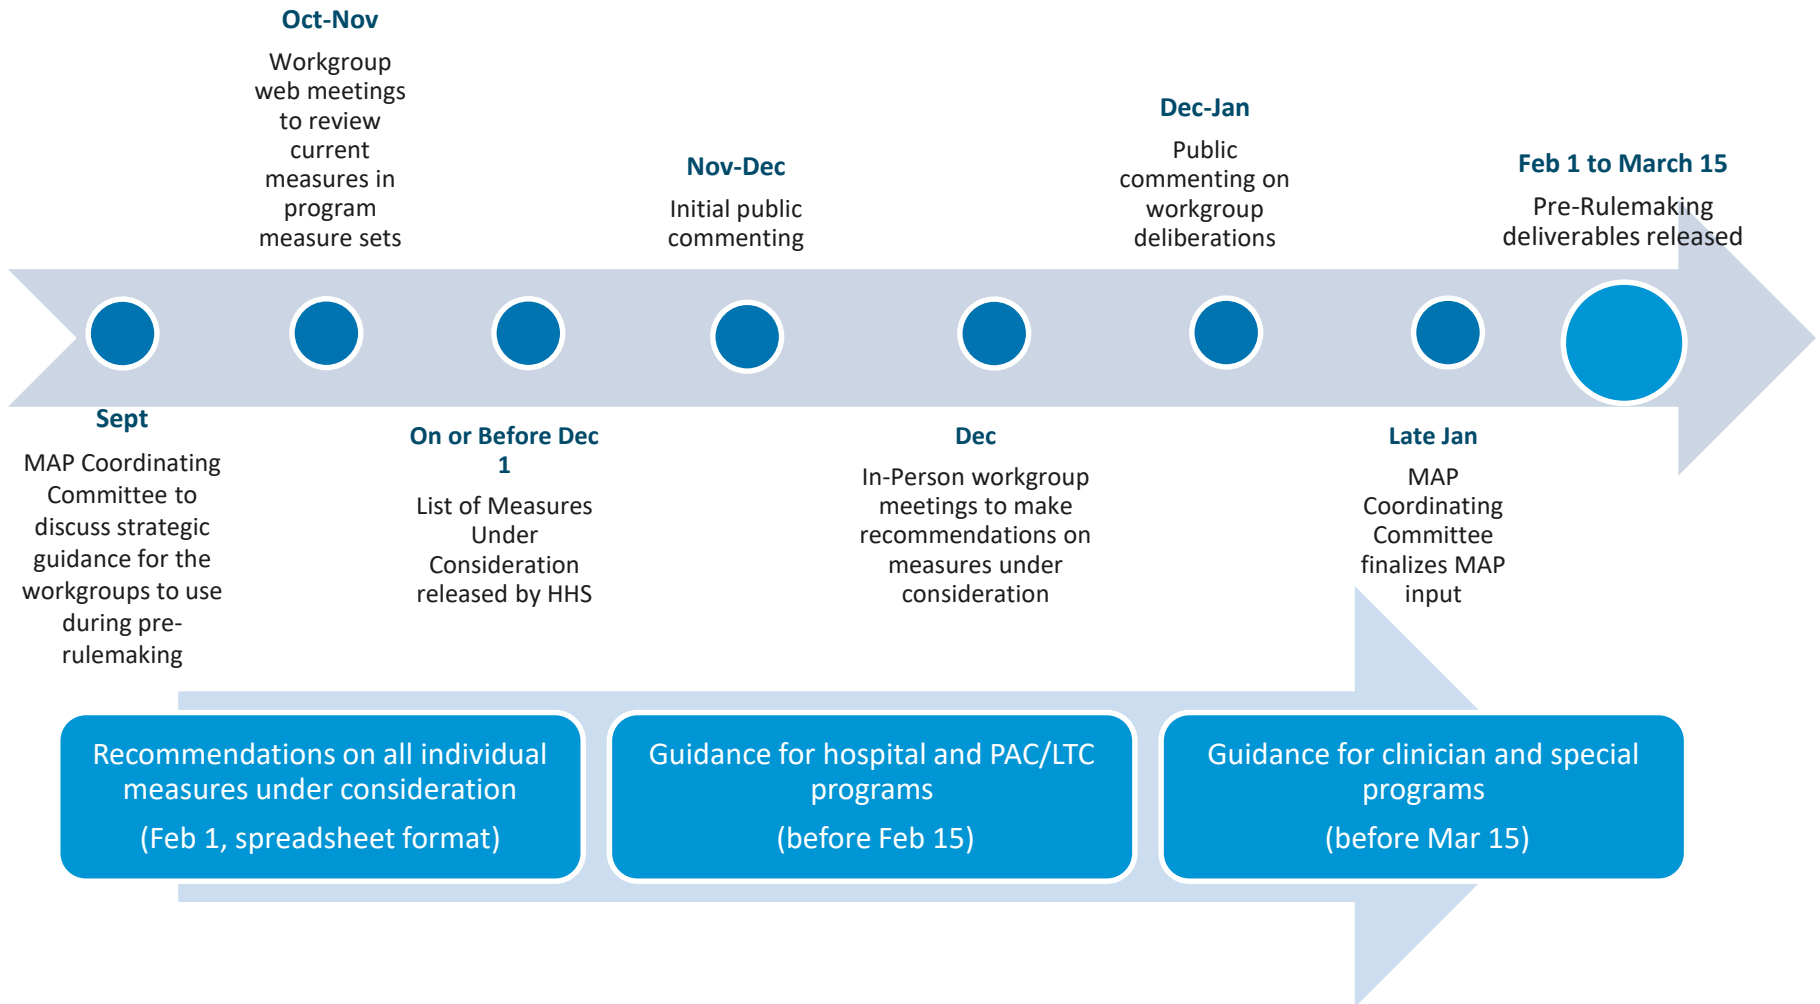 Oct-Nov
Workgroup
web meetings
to review
current
measures in
program
measure sets
Nov-Dec
Initial public
commenting
Dec-Jan
Public
commenting on
workgroup
deliberations
Feb 1 to March 15
Pre-Rulemaking
deliverables released
Sept
MAP Coordinating
Committee to
discuss strategic
guidance for the
workgroups to use
during pre-
rulemaking
On or Before Dec
1
List of Measures
Under
Consideration
released by HHS
Dec
In-Person workgroup
meetings to make
recommendations on
measures under
consideration
Late Jan
MAP
Coordinating
Committee
finalizes MAP
input
Recommendations on all individual
measures under consideration
(Feb 1, spreadsheet format)
Guidance for hospital and PAC/LTC
programs
(before Feb 15)
Guidance for clinician and special
programs
(before Mar 15)